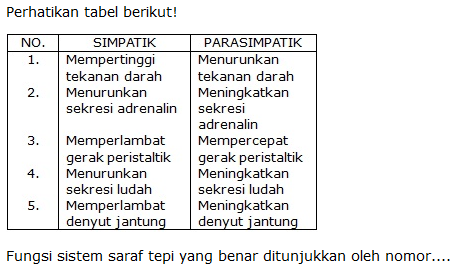 Perhatikan tabel berikut!
NO. SIMPATIK PARASIMPATIK
1. Mempertinggi Menurunkan
tekanan darah tekanan darah
2. Menurunkan Meningkatkan
sekresi adrenalin sekresi
adrenalin
3. Memperlambat Mempercepat
gerak peristaltik gerak peristaltik
4. Menurunkan Meningkatkan
sekresi ludah sekresi ludah
5. Memperlambat Meningkatkan
denyut jantung denyut jantung
Fungsi sistem saraf tepi yang benar ditunjukkan oleh nomor....